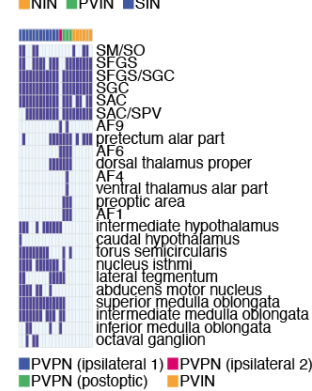 NIN PVIN SIN
SM/SO
SFGS
SFGS/SGC
SGC
SAC
SAC/SPV
AF9
pretectum alar part
AF6
dorsal thalamus proper
AF4
ventral thalamus alar part
preoptic area
AF1
intermediate hypothalamus
caudal hypothalamus
torus semicircularis
nucleus isthmi
lateral tegmentum
abducens motor nucleus
superior medulla oblongata
intermediate medulla oblongata
inferior medulla oblongata
octaval ganglion
PVPN (ipsilateral 1) PVPN (ipsilateral 2)
PVPN (postoptic) PVIN